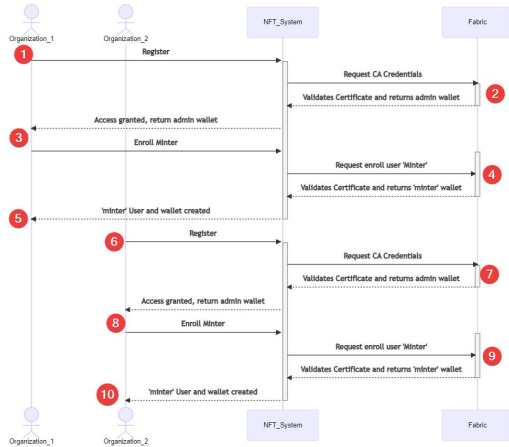 Organization_1
Organization_2
NFT_System
Fabric
1
Register
Request CA Credentials
2
Validates Certificate and returns admin wallet
Access granted, return admin wallet
3
Enroll Minter
Request enroll user 'Minter'
4
Validates Certificate and returns 'minter' wallet
5
'minter' User and wallet created
6
Register
Request CA Credentials
7
Validates Certificate and returns admin wallet
Access granted, return admin wallet
8
Enroll Minter
Request enroll user 'Minter'
9
Validates Certificate and returns 'minter' wallet
10
'minter' User and wallet created
Organization_1
Organization_2
NFT_System
Fabric